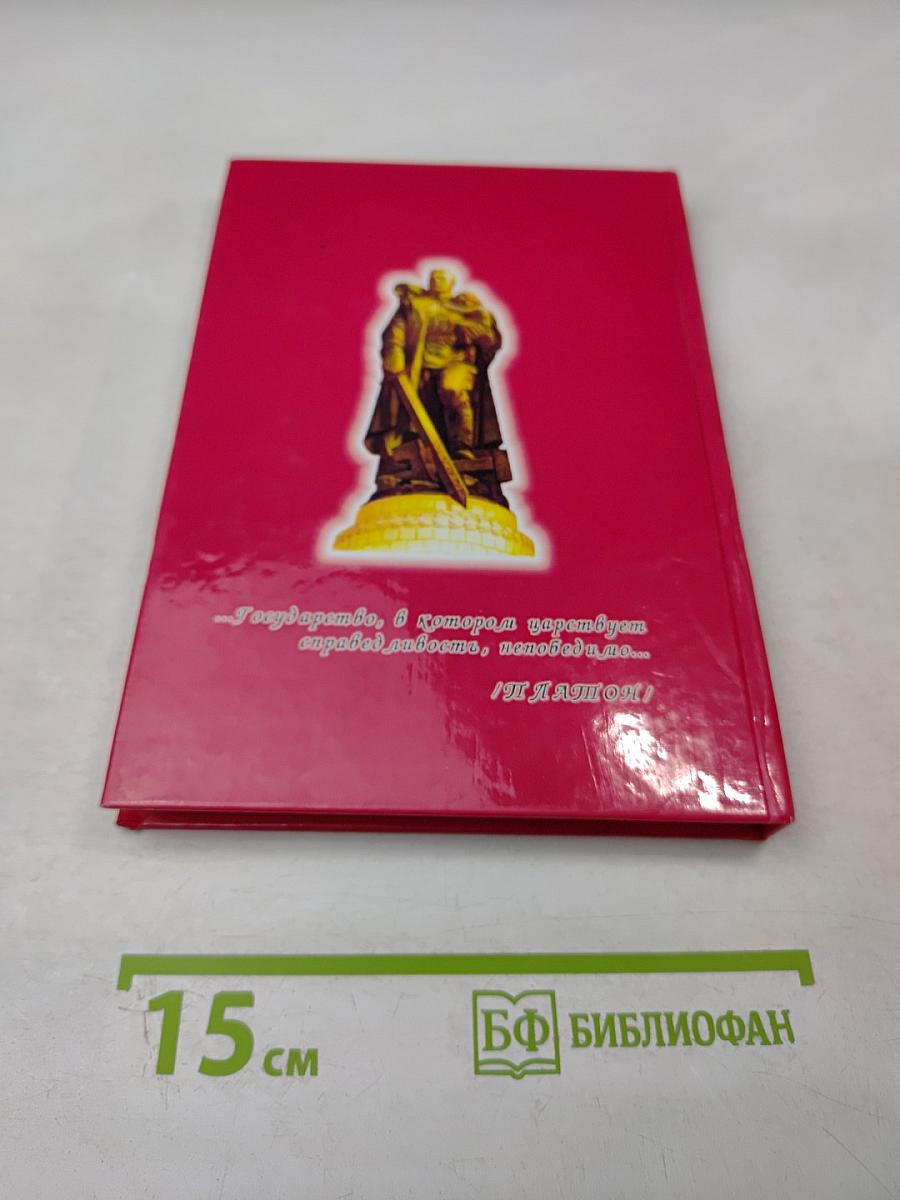 ...Государство, в котором царствует
справедливость, непобедимо...
/ПЛАТОН/
15 см
БФ БИБЛИОФАН